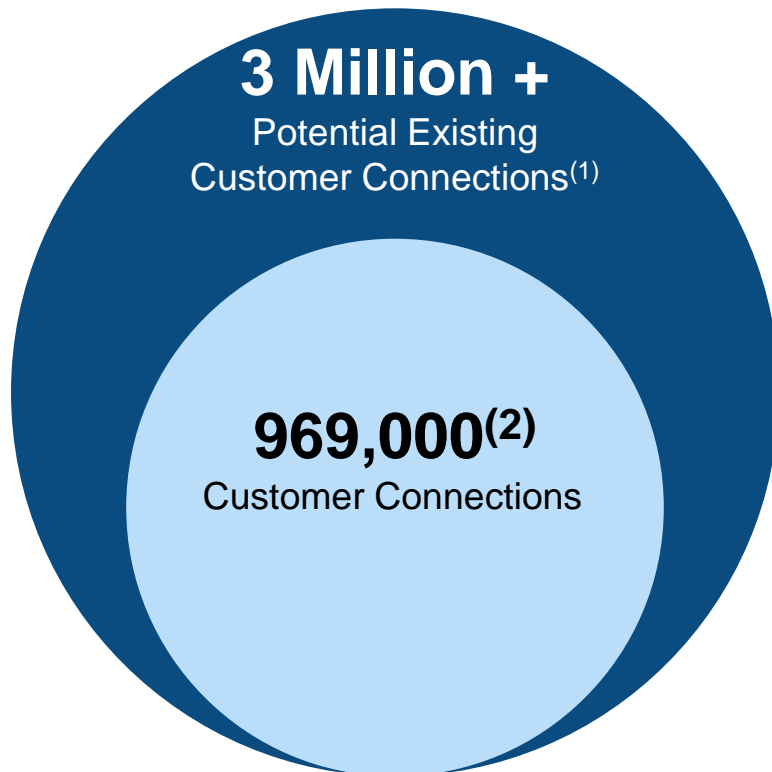 3 Million +
Potential Existing
Customer Connections(1)
969,000(2)
Customer Connections